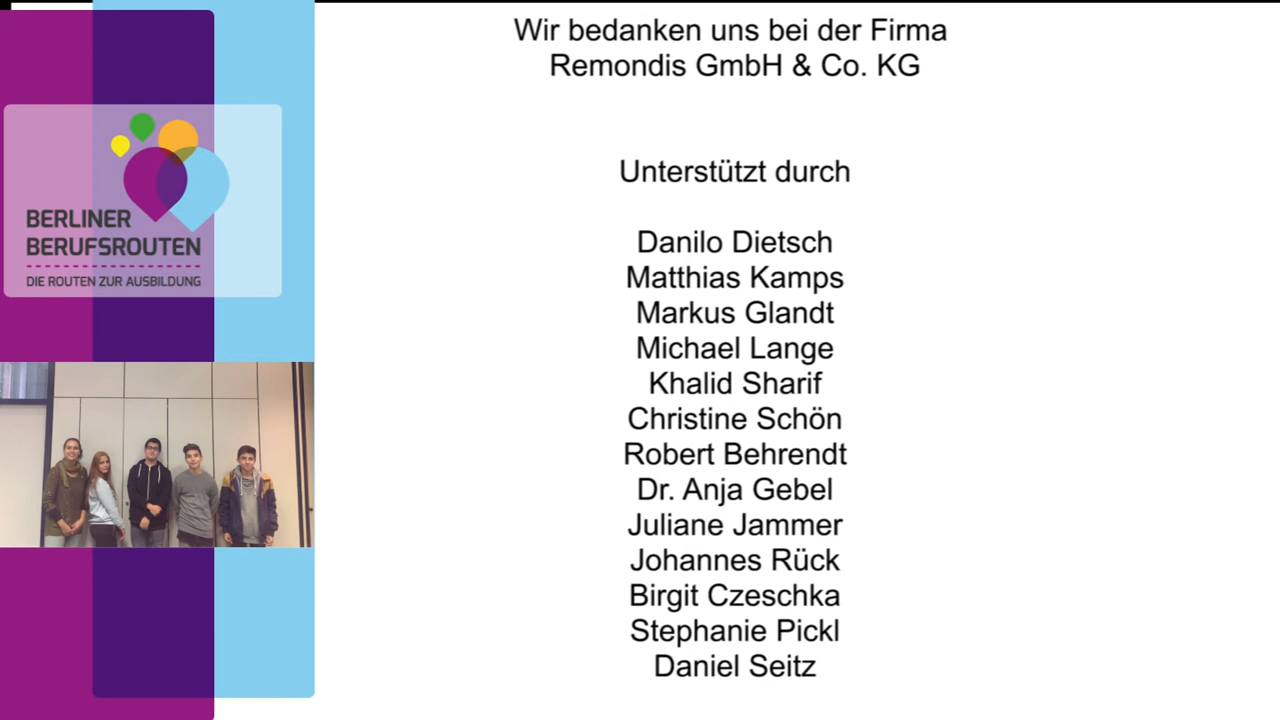 BERLINER
BERUFSROUTEN
DIE ROUTEN ZUR AUSBILDUNG
Wir bedanken uns bei der Firma
Remondis GmbH & Co. KG
Unterstützt durch
Danilo Dietsch
Matthias Kamps
Markus Glandt
Michael Lange
Khalid Sharif
Christine Schön
Robert Behrendt
Dr. Anja Gebel
Juliane Jammer
Johannes Rück
Birgit Czeschka
Stephanie Pickl
Daniel Seitz